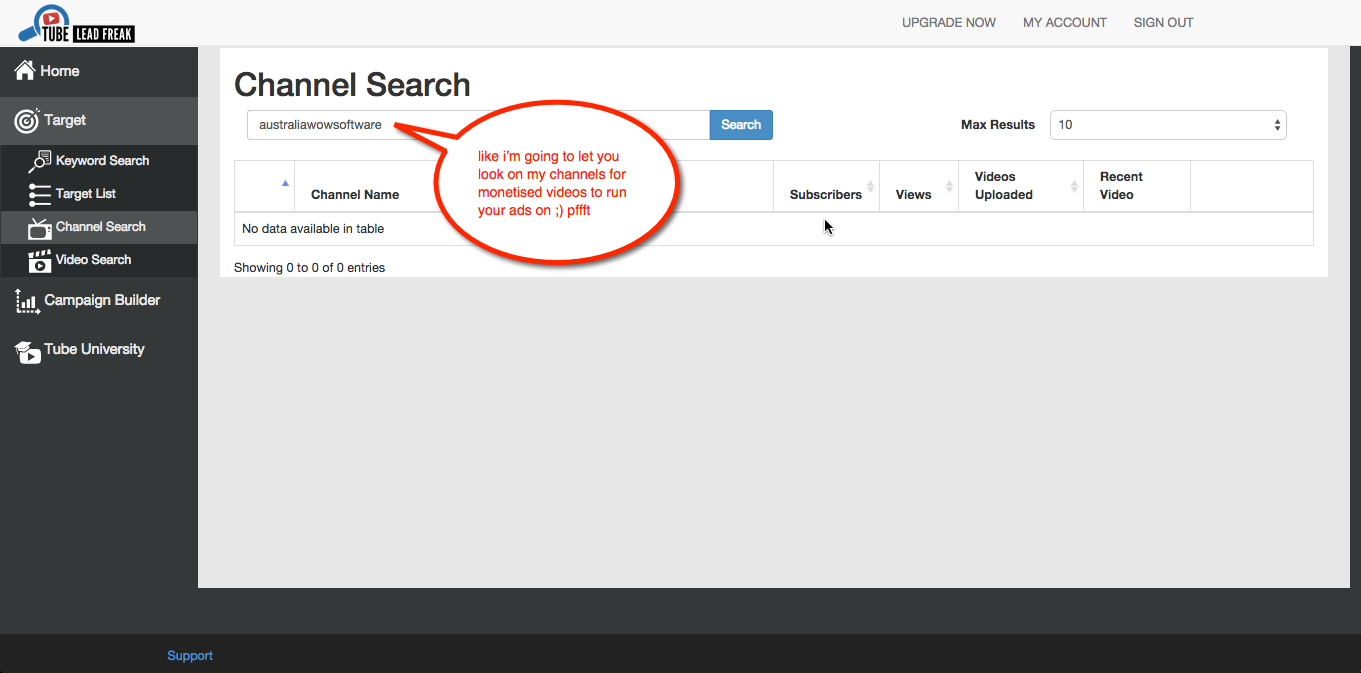 TUBE LEAD FREAK
UPGRADE NOW
MY ACCOUNT
SIGN OUT
Home
Target
Keyword Search
Target List
Channel Search
Video Search
Campaign Builder
Tube University
Channel Search
australiawowsoftware
Search
Max Results
10
like i'm going to let you
look on my channels for
monetised videos to run
your ads on ;) pffft
Channel Name
Subscribers
Views
Videos
Uploaded
Recent
Video
No data available in table
Showing 0 to 0 of 0 entries
Support